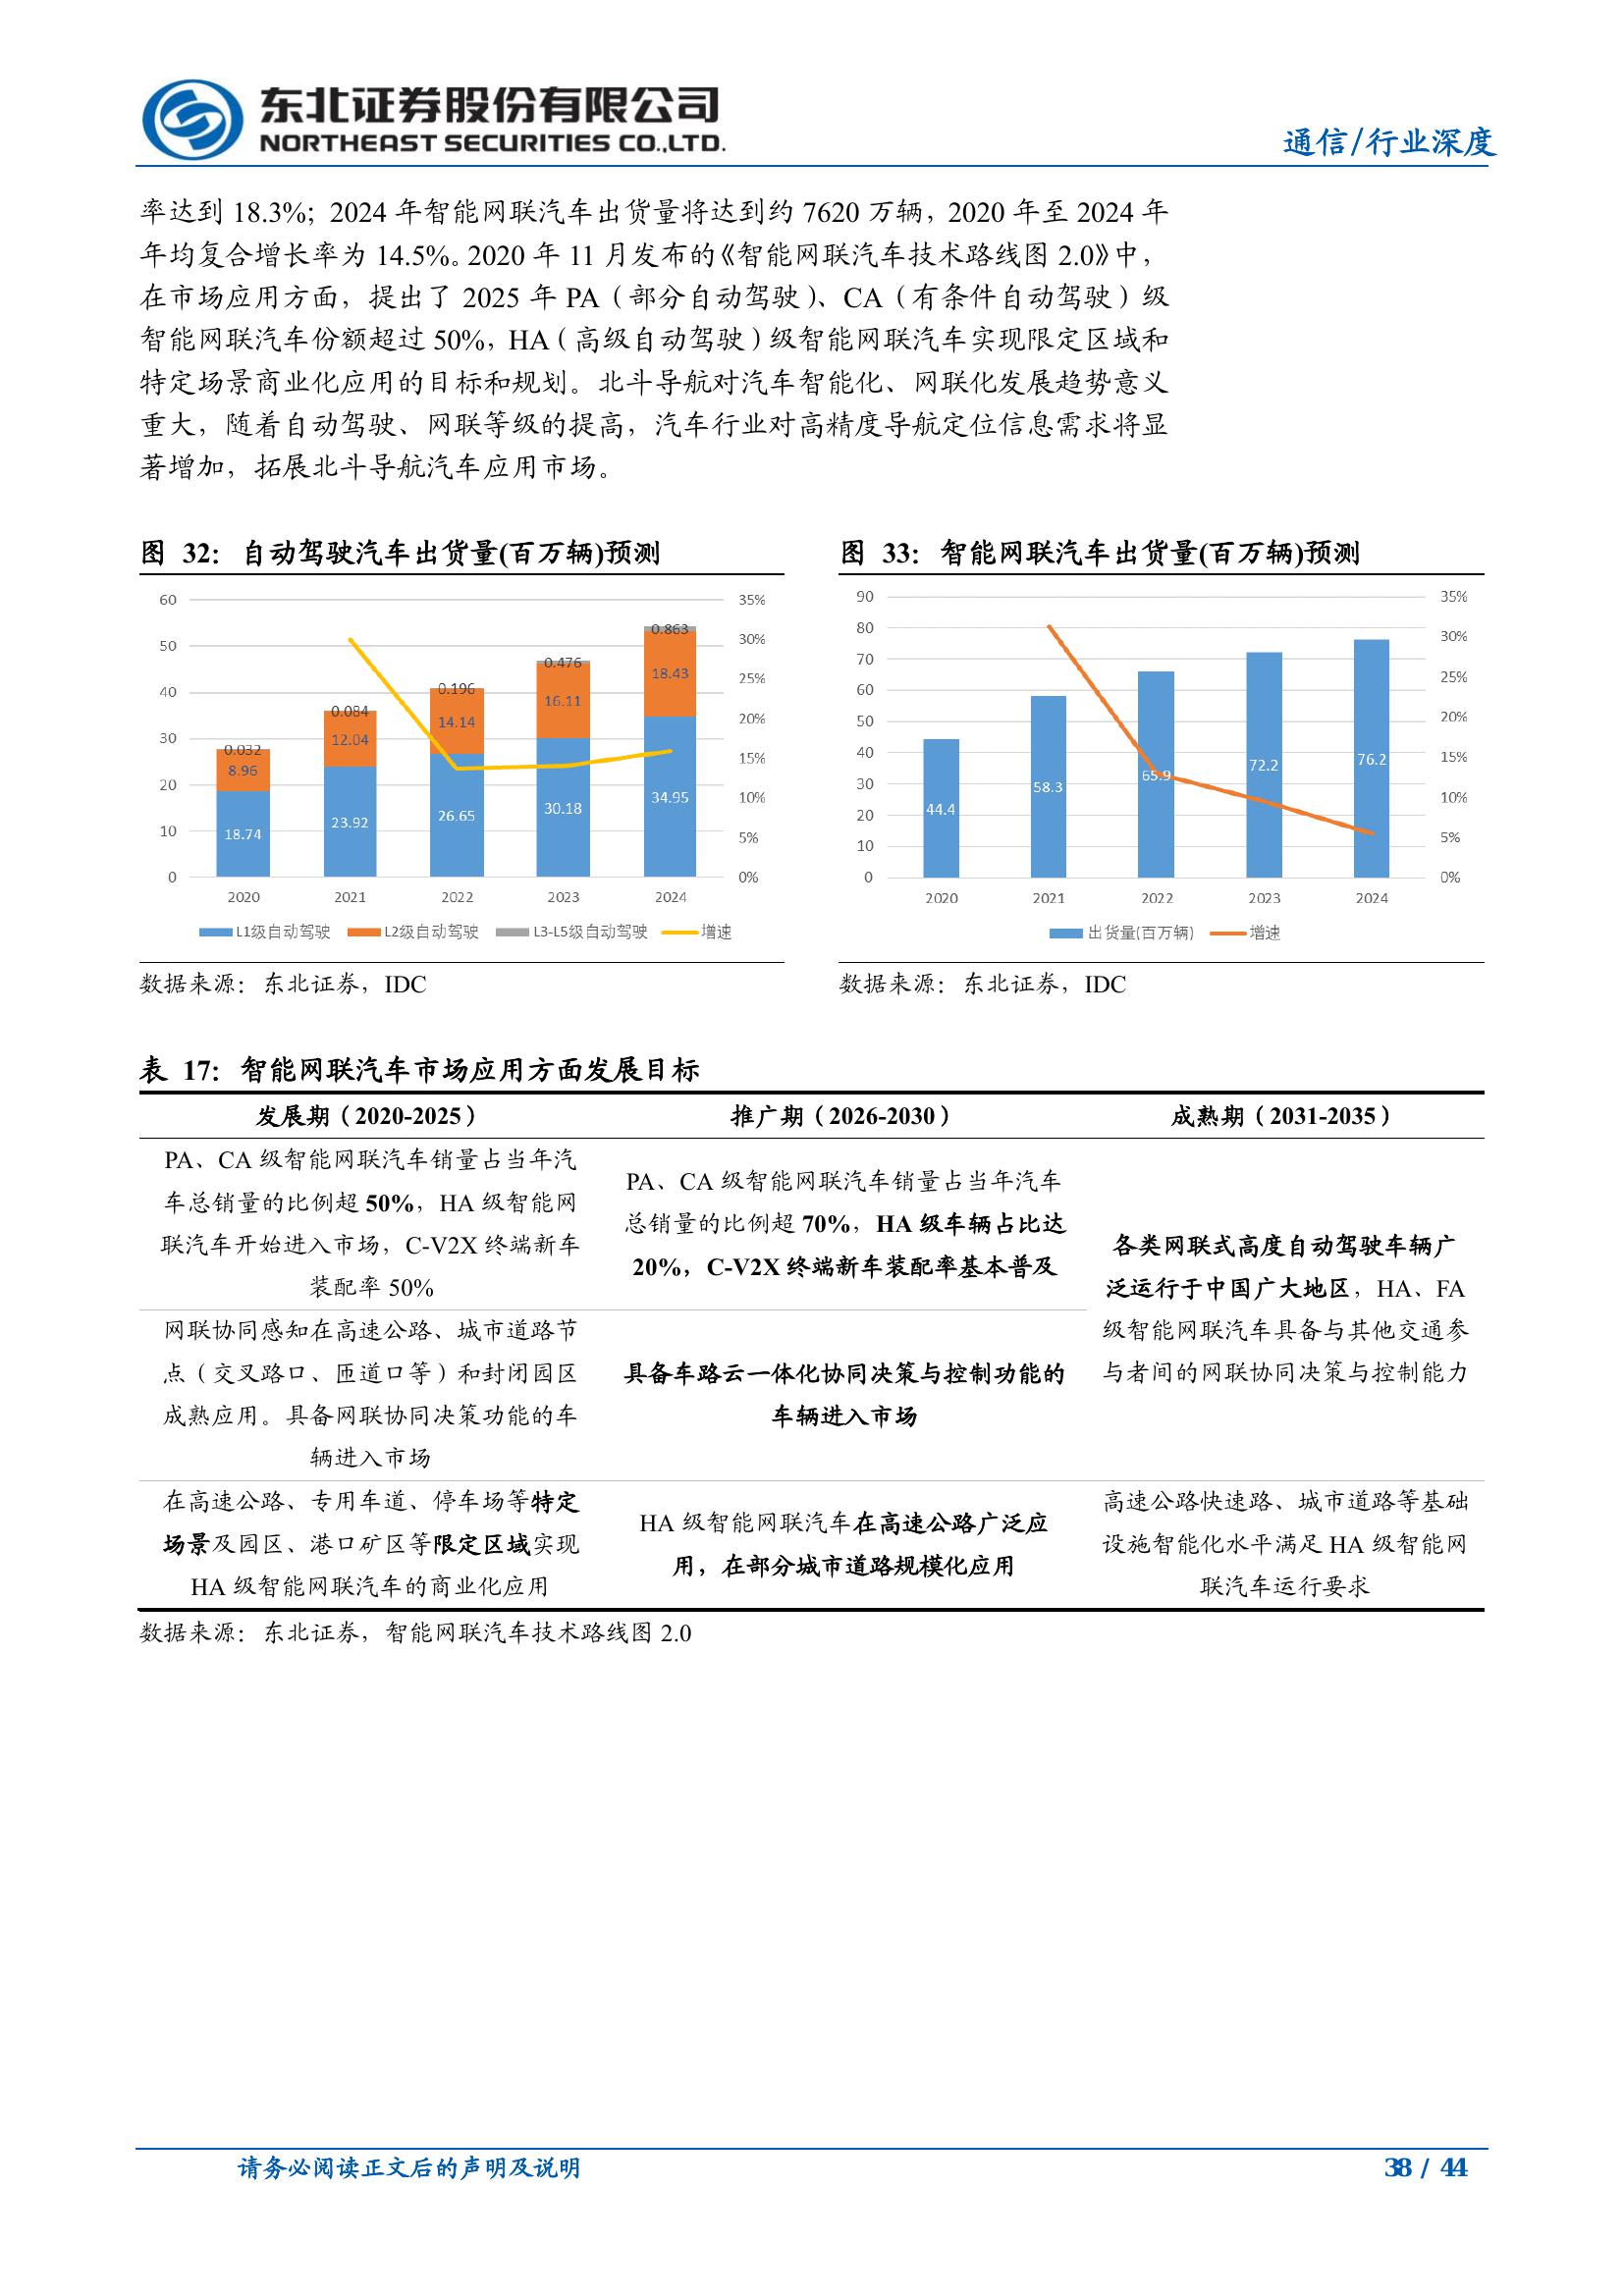 东北证券股份有限公司
NORTHEAST SECURITIES CO.,LTD.
通信/行业深度
率达到 18.3%；2024 年智能网联汽车出货量将达到约 7620 万辆，2020 年至 2024 年
年均复合增长率为 14.5%。2020 年 11 月发布的《智能网联汽车技术路线图 2.0》中，
在市场应用方面，提出了 2025 年 PA（部分自动驾驶）、CA（有条件自动驾驶）级
智能网联汽车份额超过 50%，HA（高级自动驾驶）级智能网联汽车实现限定区域和
特定场景商业化应用的目标和规划。北斗导航对汽车智能化、网联化发展趋势意义
重大，随着自动驾驶、网联等级的提高，汽车行业对高精度导航定位信息需求将显
著增加，拓展北斗导航汽车应用市场。
图 32：自动驾驶汽车出货量(百万辆)预测
60
50
40
30
20
10
0
35%
30%
25%
20%
15%
10%
5%
0%
0.032
8.96
18.74
0.084
12.04
23.92
0.196
14.14
26.65
0.476
16.11
30.18
0.863
18.43
34.95
2020 2021 2022 2023 2024
L1级自动驾驶 L2级自动驾驶 L3-L5级自动驾驶 增速
数据来源：东北证券，IDC
图 33：智能网联汽车出货量(百万辆)预测
90
80
70
60
50
40
30
20
10
0
35%
30%
25%
20%
15%
10%
5%
0%
44.4
58.3
65.9
72.2
76.2
2020 2021 2022 2023 2024
出货量(百万辆) 增速
数据来源：东北证券，IDC
表 17：智能网联汽车市场应用方面发展目标
发展期（2020-2025） 推广期（2026-2030） 成熟期（2031-2035）
PA、CA 级智能网联汽车销量占当年汽
车总销量的比例超 50%，HA 级智能网
联汽车开始进入市场，C-V2X 终端新车
装配率 50%
PA、CA 级智能网联汽车销量占当年汽车
总销量的比例超 70%，HA 级车辆占比达
20%，C-V2X 终端新车装配率基本普及
各类网联式高度自动驾驶车辆广
泛运行于中国广大地区，HA、FA
级智能网联汽车具备与其他交通参
与者间的网联协同决策与控制能力
网联协同感知在高速公路、城市道路节
点（交叉路口、匝道口等）和封闭园区
成熟应用。具备网联协同决策功能的车
辆进入市场
具备车路云一体化协同决策与控制功能的
车辆进入市场
在高速公路、专用车道、停车场等特定
场景及园区、港口矿区等限定区域实现
HA 级智能网联汽车的商业化应用
HA 级智能网联汽车在高速公路广泛应
用，在部分城市道路规模化应用
高速公路快速路、城市道路等基础
设施智能化水平满足 HA 级智能网
联汽车运行要求
数据来源：东北证券，智能网联汽车技术路线图 2.0
请务必阅读正文后的声明及说明
38 / 44